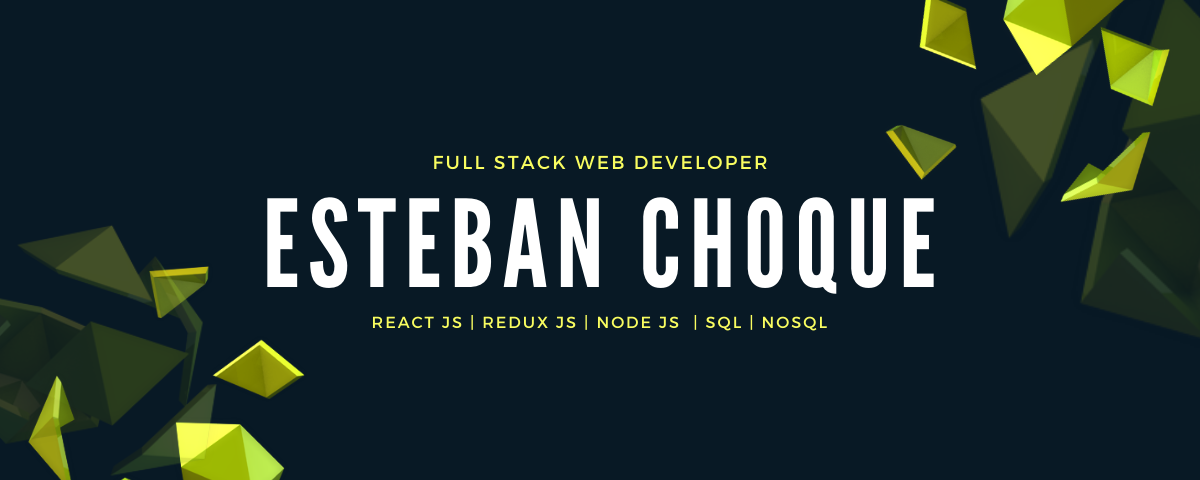 FULL STACK WEB DEVELOPER
ESTEBAN CHOQUE
REACT JS | REDUX JS | NODE JS | SQL | NOSQL